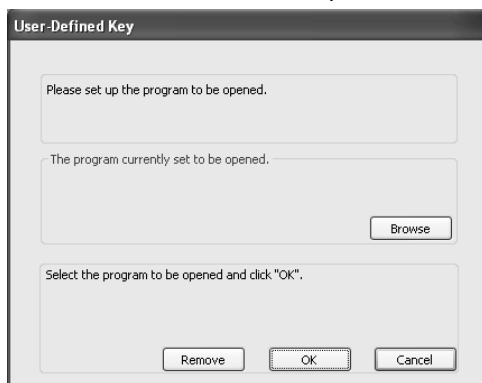 User-Defined Key
Please set up the program to be opened.
The program currently set to be opened.
Browse
Select the program to be opened and click "OK".
Remove OK Cancel